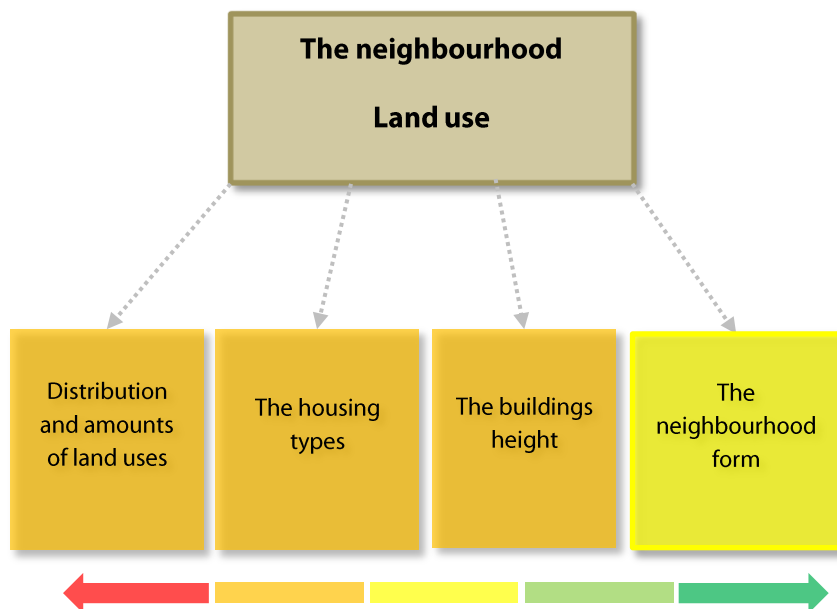 The neighbourhood
Land use
Distribution
and amounts
of land uses
The housing
types
The buildings
height
The
neighbourhood
form